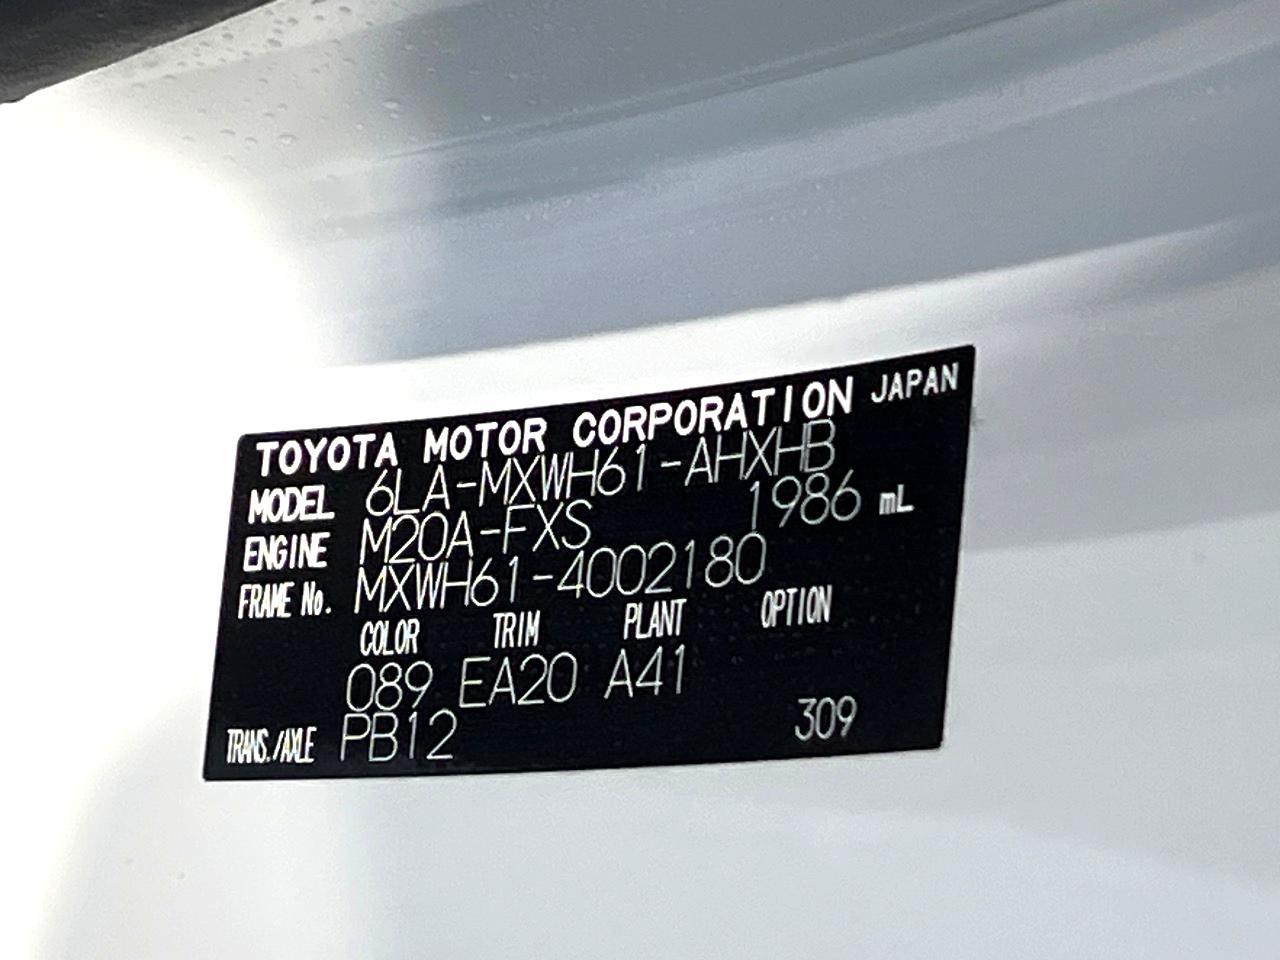 TOYOTA MOTOR CORPORATION JAPAN
MODEL 6LA-MXWH61-AHXHB
ENGINE M20A-FXS 1986 mL
FRAME No. MXWH61-4002180
COLOR TRIM PLANT OPTION
089 EA20 A41
TRANS./AXLE PB12 309